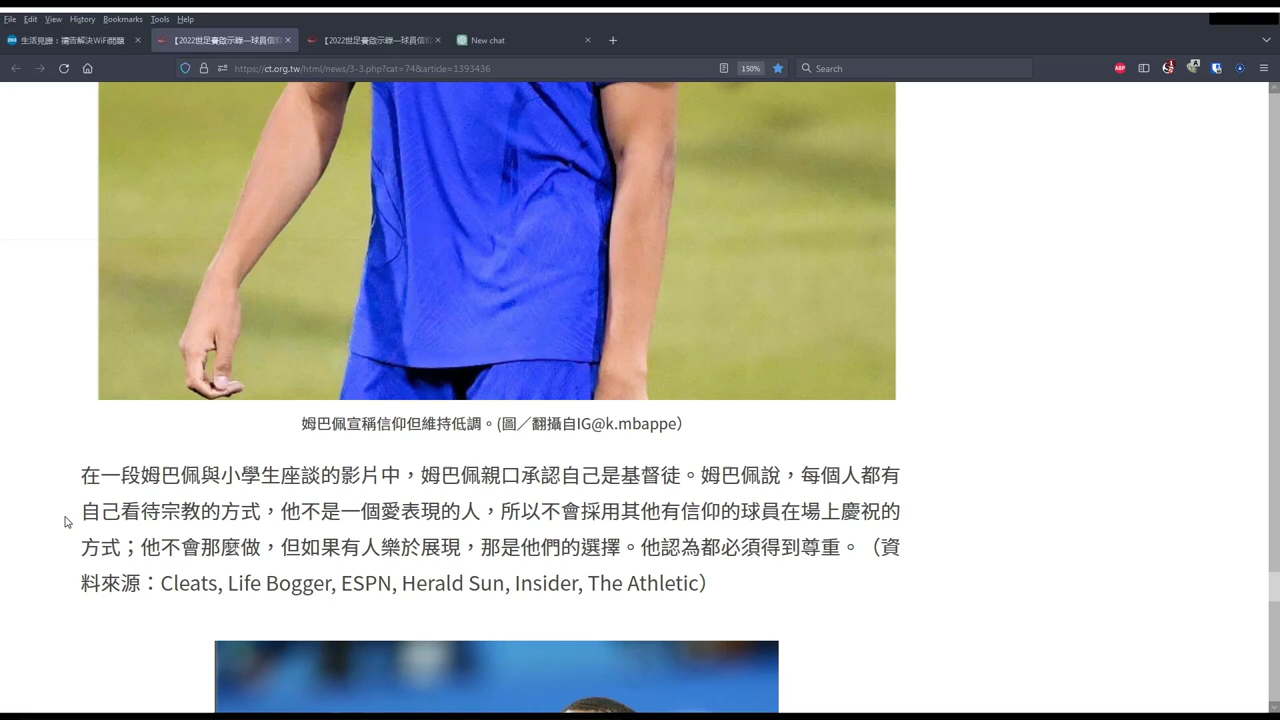 File Edit View History Bookmarks Tools Help
生活見證：禱告解決WiFi問題
【2022世足賽啟示錄—球員信仰
【2022世足賽啟示錄—球員信仰
New chat
https://ct.org.tw/html/news/3-3.php?cat=74&article=1393436
150%
Search
ABP
姆巴佩宣稱信仰但維持低調。(圖／翻攝自IG@k.mbappe）
在一段姆巴佩與小學生座談的影片中，姆巴佩親口承認自己是基督徒。姆巴佩說，每個人都有
自己看待宗教的方式，他不是一個愛表現的人，所以不會採用其他有信仰的球員在場上慶祝的
方式；他不會那麼做，但如果有人樂於展現，那是他們的選擇。他認為都必須得到尊重。（資
料來源：Cleats, Life Bogger, ESPN, Herald Sun, Insider, The Athletic）